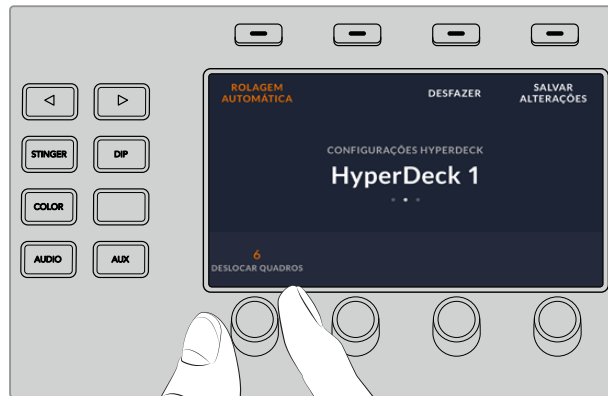 ROLAGEM
AUTOMÁTICA
DESFAZER
SALVAR
ALTERAÇÕES
STINGER
DIP
CONFIGURAÇÕES HYPERDECK
HyperDeck 1
COLOR
AUDIO
AUX
6
DESLOCAR QUADROS